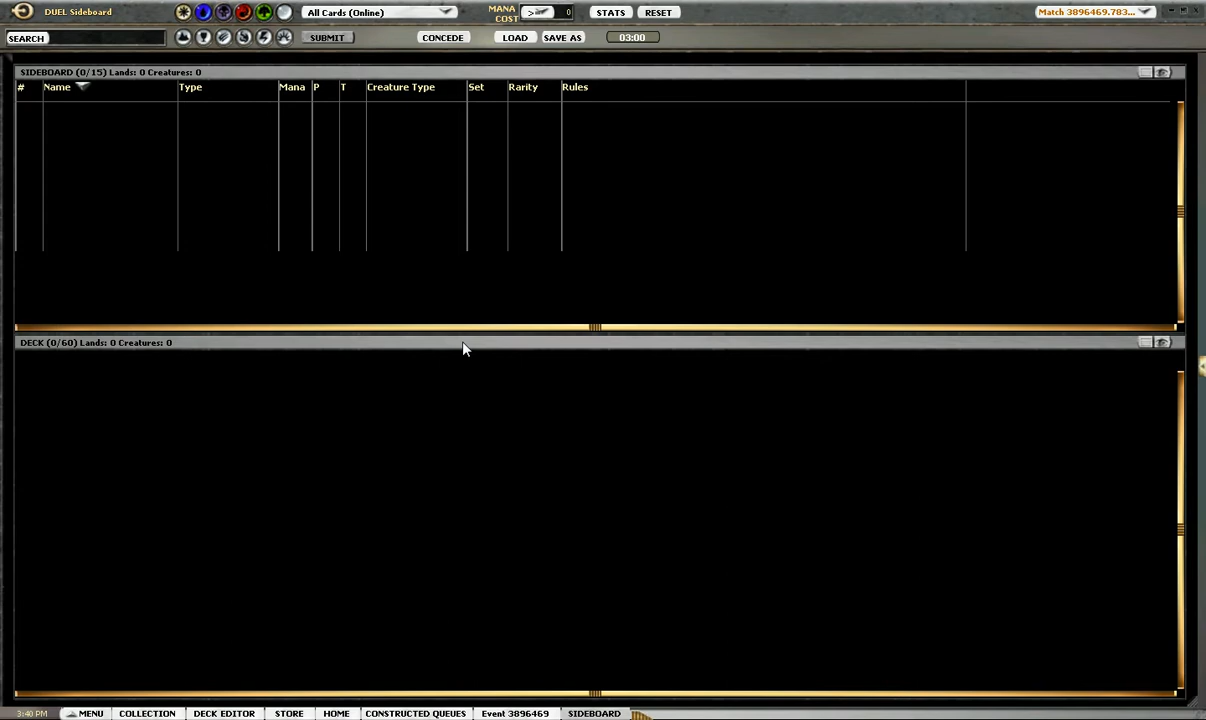 DUEL Sideboard All Cards (Online) MANA COST > 0 STATS RESET Match 3896469.783...
SEARCH SUBMIT CONCEDE LOAD SAVE AS 03:00
SIDEBOARD (0/15) Lands: 0 Creatures: 0
# Name Type Mana P T Creature Type Set Rarity Rules
DECK (0/60) Lands: 0 Creatures: 0
3:40 PM MENU COLLECTION DECK EDITOR STORE HOME CONSTRUCTED QUEUES Event 3896469 SIDEBOARD